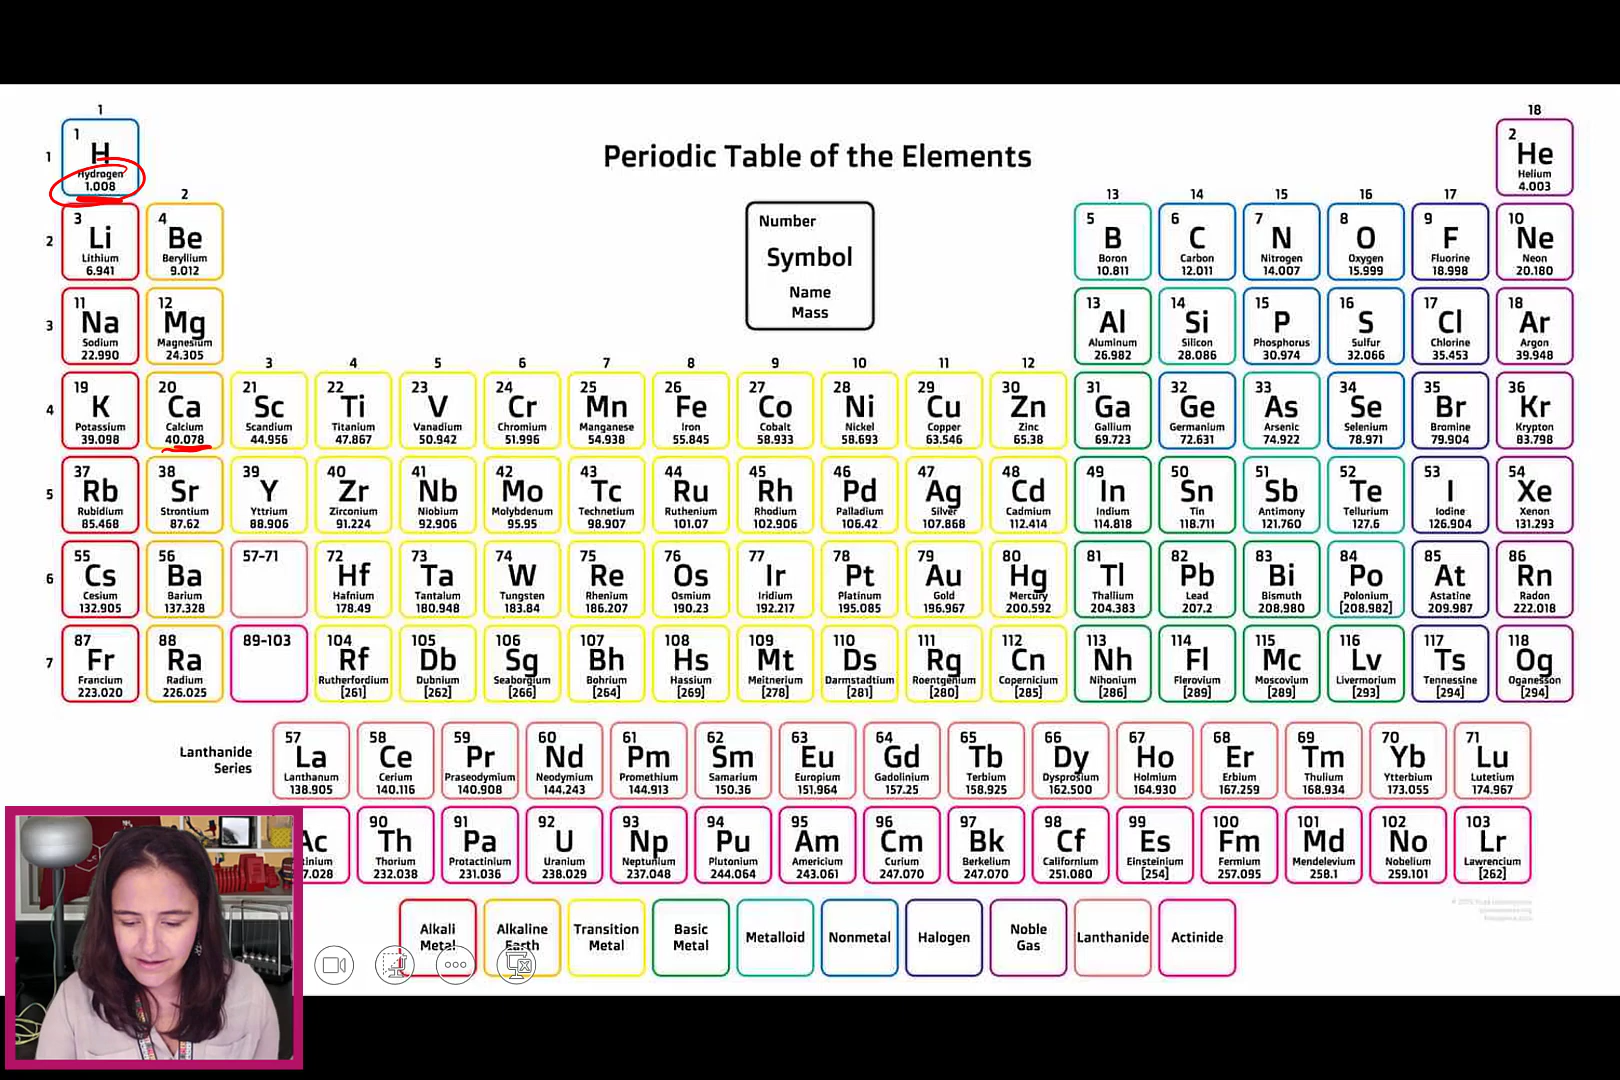 Periodic Table of the Elements
1
18
1
1
H
Hydrogen
1.008
2
He
Helium
4.003
2
13
14
15
16
17
Number
Symbol
Name
Mass
2
3
Li
Lithium
6.941
4
Be
Beryllium
9.012
5
B
Boron
10.811
6
C
Carbon
12.011
7
N
Nitrogen
14.007
8
O
Oxygen
15.999
9
F
Fluorine
18.998
10
Ne
Neon
20.180
3
11
Na
Sodium
22.990
12
Mg
Magnesium
24.305
13
Al
Aluminum
26.982
14
Si
Silicon
28.086
15
P
Phosphorus
30.974
16
S
Sulfur
32.066
17
Cl
Chlorine
35.453
18
Ar
Argon
39.948
3
4
5
6
7
8
9
10
11
12
4
19
K
Potassium
39.098
20
Ca
Calcium
40.078
21
Sc
Scandium
44.956
22
Ti
Titanium
47.867
23
V
Vanadium
50.942
24
Cr
Chromium
51.996
25
Mn
Manganese
54.938
26
Fe
Iron
55.845
27
Co
Cobalt
58.933
28
Ni
Nickel
58.693
29
Cu
Copper
63.546
30
Zn
Zinc
65.38
31
Ga
Gallium
69.723
32
Ge
Germanium
72.631
33
As
Arsenic
74.922
34
Se
Selenium
78.971
35
Br
Bromine
79.904
36
Kr
Krypton
83.798
5
37
Rb
Rubidium
85.468
38
Sr
Strontium
87.62
39
Y
Yttrium
88.906
40
Zr
Zirconium
91.224
41
Nb
Niobium
92.906
42
Mo
Molybdenum
95.95
43
Tc
Technetium
98.907
44
Ru
Ruthenium
101.07
45
Rh
Rhodium
102.906
46
Pd
Palladium
106.42
47
Ag
Silver
107.868
48
Cd
Cadmium
112.414
49
In
Indium
114.818
50
Sn
Tin
118.711
51
Sb
Antimony
121.760
52
Te
Tellurium
127.6
53
I
Iodine
126.904
54
Xe
Xenon
131.293
6
55
Cs
Cesium
132.905
56
Ba
Barium
137.328
57-71
72
Hf
Hafnium
178.49
73
Ta
Tantalum
180.948
74
W
Tungsten
183.84
75
Re
Rhenium
186.207
76
Os
Osmium
190.23
77
Ir
Iridium
192.217
78
Pt
Platinum
195.085
79
Au
Gold
196.967
80
Hg
Mercury
200.592
81
Tl
Thallium
204.383
82
Pb
Lead
207.2
83
Bi
Bismuth
208.980
84
Po
Polonium
[208.982]
85
At
Astatine
209.987
86
Rn
Radon
222.018
7
87
Fr
Francium
223.020
88
Ra
Radium
226.025
89-103
104
Rf
Rutherfordium
[261]
105
Db
Dubnium
[262]
106
Sg
Seaborgium
[266]
107
Bh
Bohrium
[264]
108
Hs
Hassium
[269]
109
Mt
Meitnerium
[278]
110
Ds
Darmstadtium
[281]
111
Rg
Roentgenium
[280]
112
Cn
Copernicium
[285]
113
Nh
Nihonium
[286]
114
Fl
Flerovium
[289]
115
Mc
Moscovium
[289]
116
Lv
Livermorium
[293]
117
Ts
Tennessine
[294]
118
Og
Oganesson
[294]
Lanthanide
Series
57
La
Lanthanum
138.905
58
Ce
Cerium
140.116
59
Pr
Praseodymium
140.908
60
Nd
Neodymium
144.243
61
Pm
Promethium
144.913
62
Sm
Samarium
150.36
63
Eu
Europium
151.964
64
Gd
Gadolinium
157.25
65
Tb
Terbium
158.925
66
Dy
Dysprosium
162.500
67
Ho
Holmium
164.930
68
Er
Erbium
167.259
69
Tm
Thulium
168.934
70
Yb
Ytterbium
173.055
71
Lu
Lutetium
174.967
Ac
tinium
7.028
90
Th
Thorium
232.038
91
Pa
Protactinium
231.036
92
U
Uranium
238.029
93
Np
Neptunium
237.048
94
Pu
Plutonium
244.064
95
Am
Americium
243.061
96
Cm
Curium
247.070
97
Bk
Berkelium
247.070
98
Cf
Californium
251.080
99
Es
Einsteinium
[254]
100
Fm
Fermium
257.095
101
Md
Mendelevium
258.1
102
No
Nobelium
259.101
103
Lr
Lawrencium
[262]
Alkali
Metal
Alkaline
Earth
Transition
Metal
Basic
Metal
Metalloid
Nonmetal
Halogen
Noble
Gas
Lanthanide
Actinide